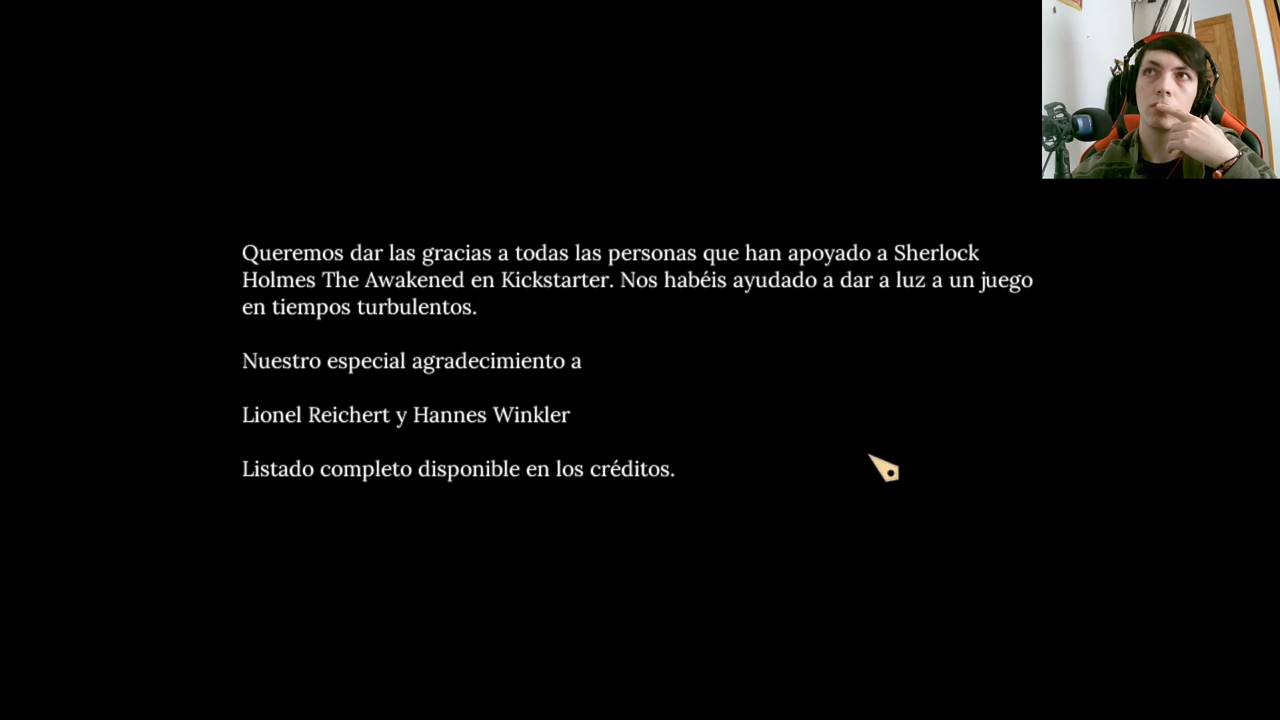 Queremos dar las gracias a todas las personas que han apoyado a Sherlock
Holmes The Awakened en Kickstarter. Nos habéis ayudado a dar a luz a un juego
en tiempos turbulentos.
Nuestro especial agradecimiento a
Lionel Reichert y Hannes Winkler
Listado completo disponible en los créditos.